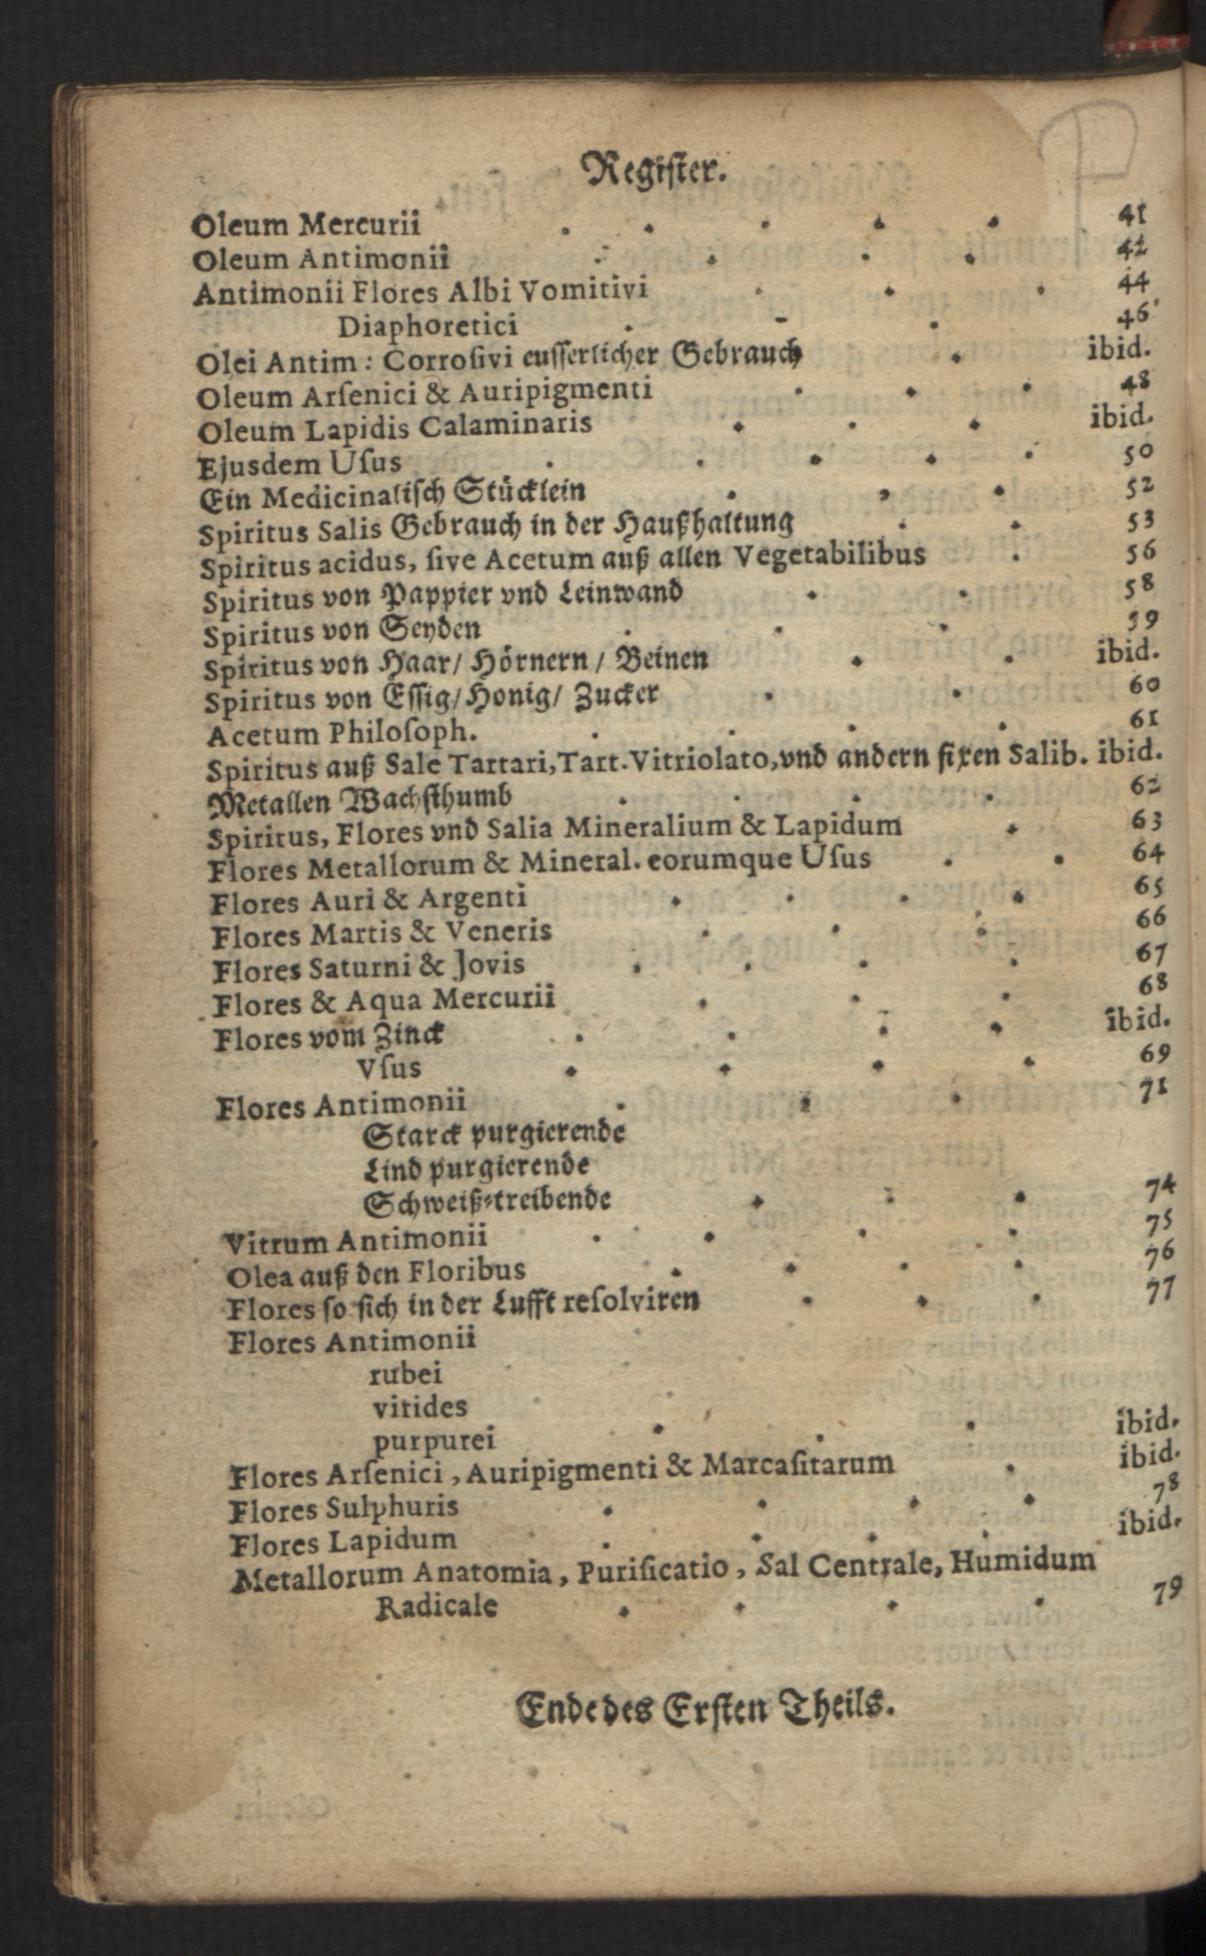 Register.
Oleum Mercurii . . . . . 41
Oleum Antimonii . . . . 42
Antimonii Flores Albi Vomitivi . . . 44
Diaphoretici . - . 46
Olei Antim: Corroſivi euſſerlicher Gebrauch . ibid.
Oleum Arſenici & Auripigmenti . . . 48
Oleum Lapidis Calaminaris . . . ibid.
Ejusdem Uſus . . . . . 50
Ein Medicinaliſch Stücklein . . . 52
Spiritus Salis Gebrauch in der Haußhaltung . . 53
Spiritus acidus, ſive Acetum auß allen Vegetabilibus . 56
Spiritus von Pappier vnd Leinwand . . 58
Spiritus von Seyden . . . 59
Spiritus von Haar/ Hörnern / Beinen . . ibid.
Spiritus von Eſſig/ Honig/ Zucker . . 60
Acetum Philoſoph. . . . . 61
Spiritus auß Sale Tartari, Tart. Vitriolato, vnd andern fixen Salib. ibid.
Metallen Wachſthumb . . . . 62
Spiritus, Flores vnd Salia Mineralium & Lapidum . 63
Flores Metallorum & Mineral. eorumque Uſus . . 64
Flores Auri & Argenti . . . . 65
Flores Martis & Veneris . . . 66
Flores Saturni & Jovis . . . . 67
Flores & Aqua Mercurii . . . 68
Flores vom Zinck . . . . ibid.
Vſus . . . . 69
Flores Antimonii . . . 71
Starck purgierende
Lind purgierende
Schweiß⸗treibende . . . 74
Vitrum Antimonii . . . . 75
Olea auß den Floribus . . . . 76
Flores ſo ſich in der Lufft reſolviren . . . 77
Flores Antimonii
rubei
virides
purpurei . . . ibid.
Flores Arſenici, Auripigmenti & Marcaſitarum . ibid.
Flores Sulphuris . . . . 78
Flores Lapidum . . . . ibid.
Metallorum Anatomia, Purificatio, Sal Centrale, Humidum
Radicale . . . . 79
Ende des Erſten Theils.